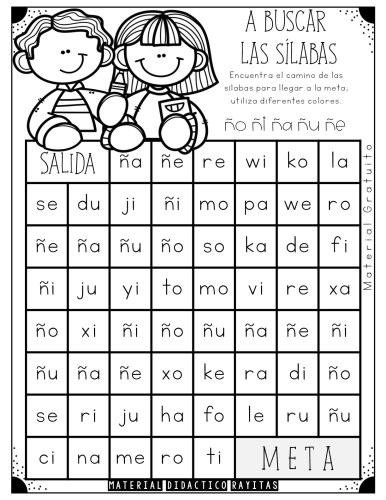 A BUSCAR
LAS SÍLABAS
Encuentra el camino de las
sílabas para llegar a la meta,
utiliza diferentes colores.
ño ñi ña ñu ñe
SALIDA ña ñe re wi ko la
se du ji ñi mo pa we ro
ñe ña ñu ño so ka de fi
ñi ju yi to mo vi re xa
ño xi ñi ño ñu ña ñe ñi
ñu ña ñe xo ke ra di ño
se ri ju ha fo le ru ñu
ci na me ro ti META
Material Gratuito
MATERIAL DIDACTICO RAYITAS